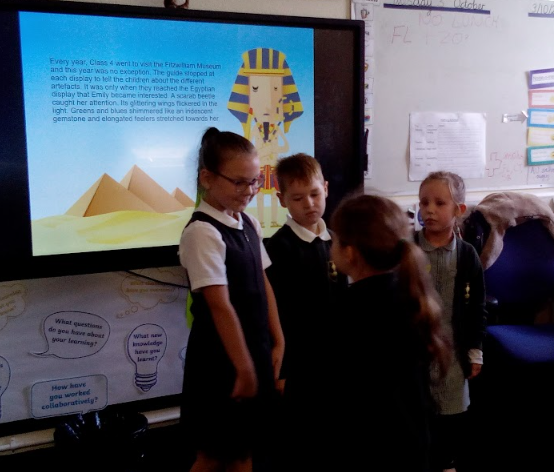 Every year, Class 4 went to visit the Fitzwilliam Museum
and this year was no exception. The guide stopped at
each display to tell the children about the different
artefacts. It was only when they reached the Egyptian
display that Emily became interested. A scarab beetle
caught her attention. Its glittering wings flickered in the
light. Greens and blues shimmered like an iridescent
gemstone and elongated feelers stretched towards her.
October
FL
What questions
do you have about
your learning?
What new
knowledge
have you
learnt?
How have
you worked
collaboratively?